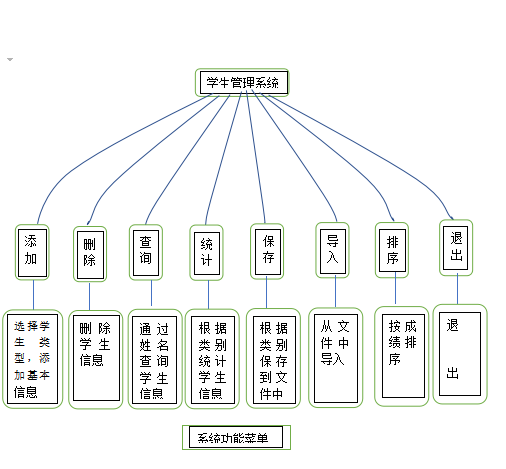 学生管理系统
添
加
删
除
查
询
统
计
保
存
导
入
排
序
退
出
选择学
生类
型，添
加基本
信息
删除
学生
信息
通过
姓名
查询
学生
信息
根据
类别
统计
学生
信息
根据
类别
保存
到文
件中
从文
件中
导入
按成
绩排
序
退
出
系统功能菜单